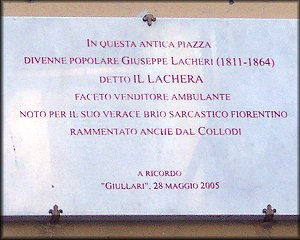 In questa antica piazza
divenne popolare Giuseppe Lacheri (1811-1864)
detto IL LACHERA
faceto venditore ambulante
noto per il suo verace brio sarcastico fiorentino
rammentato anche dal Collodi
a ricordo
"Giullari", 28 maggio 2005